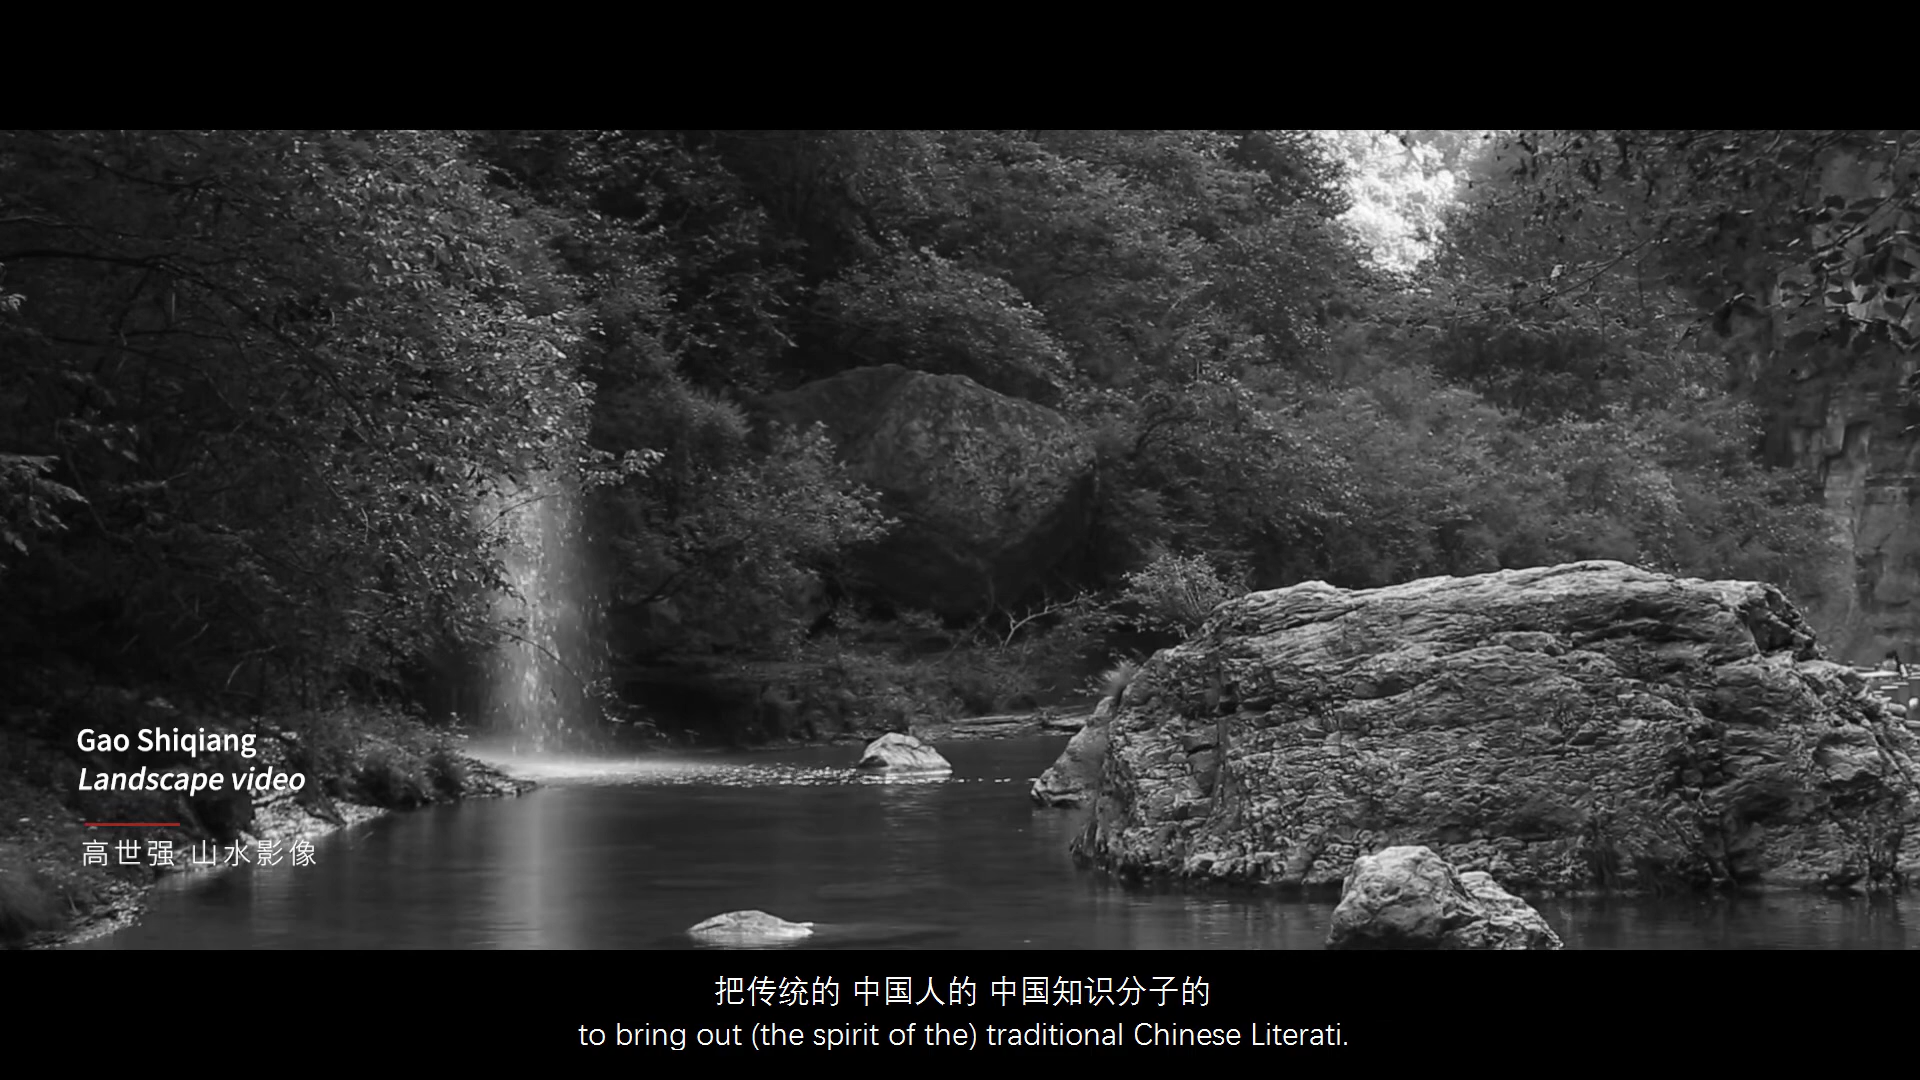 Gao Shiqiang
Landscape video
高世强 山水影像
把传统的 中国人的 中国知识分子的
to bring out (the spirit of the) traditional Chinese Literati.